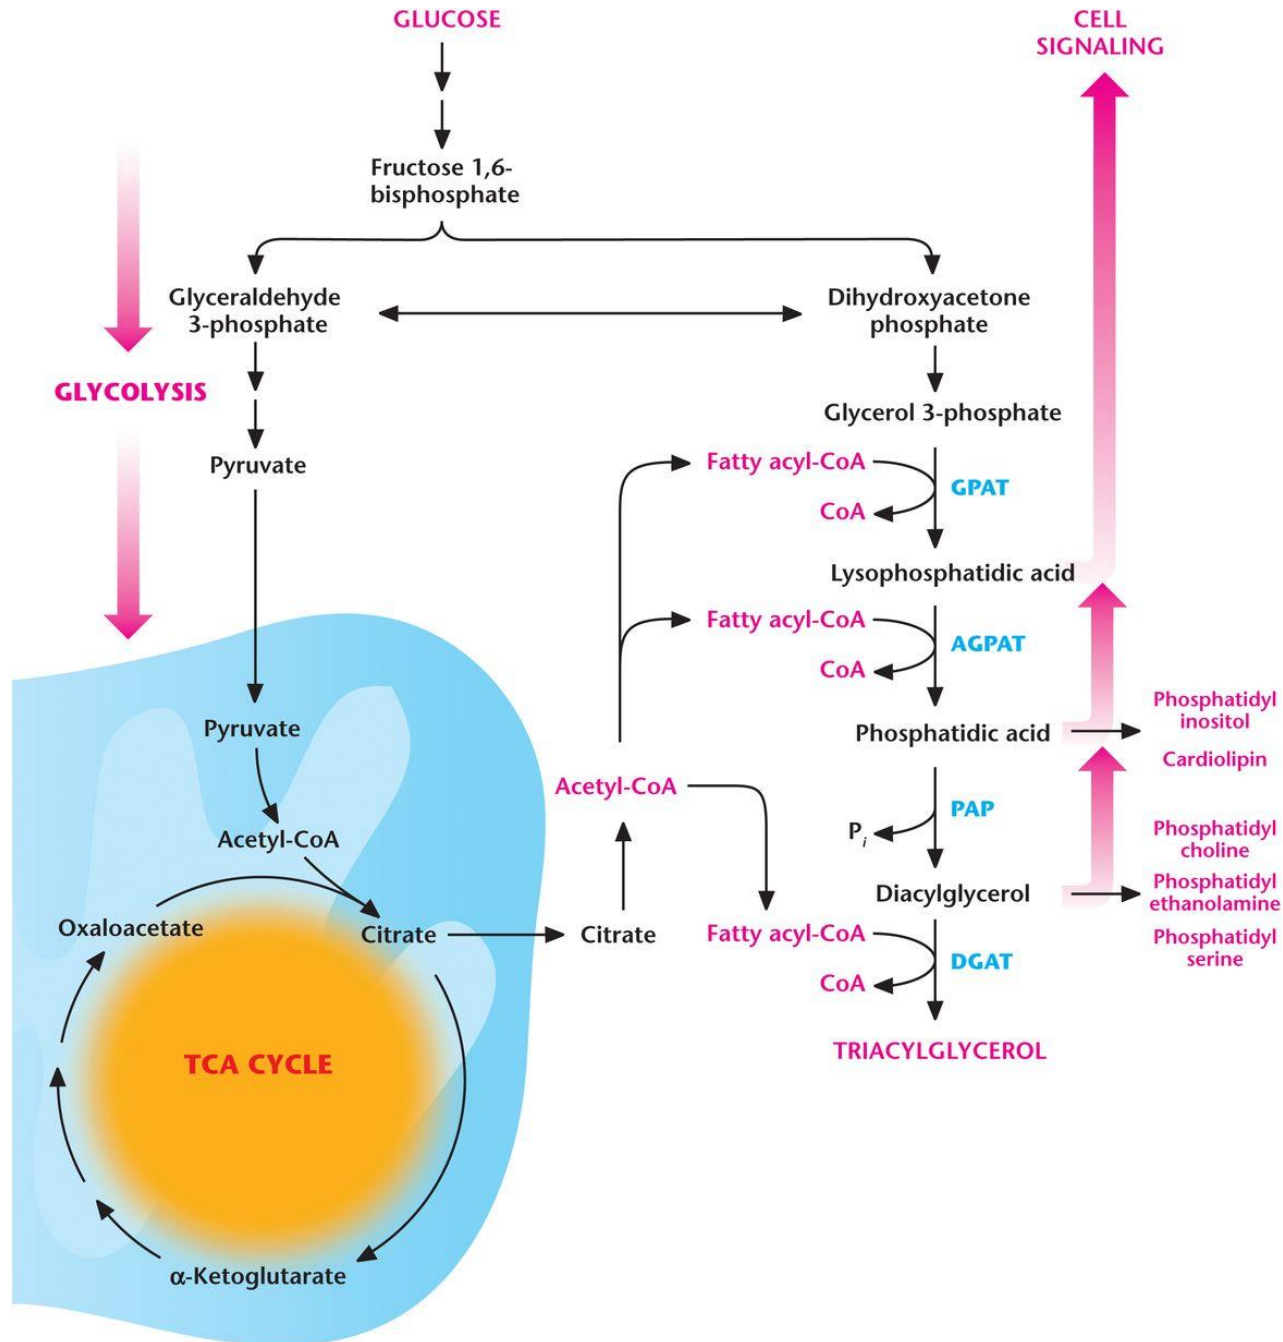 GLUCOSE
CELL
SIGNALING
Fructose 1,6-
bisphosphate
Glyceraldehyde
3-phosphate
Dihydroxyacetone
phosphate
GLYCOLYSIS
Glycerol 3-phosphate
Pyruvate
Fatty acyl-CoA
GPAT
CoA
Lysophosphatidic acid
Fatty acyl-CoA
AGPAT
CoA
Pyruvate
Phosphatidic acid
Phosphatidyl
inositol
Cardiolipin
Acetyl-CoA
PAP
Pi
Acetyl-CoA
Phosphatidyl
choline
Diacylglycerol
Phosphatidyl
ethanolamine
Oxaloacetate
Citrate
Citrate
Fatty acyl-CoA
Phosphatidyl
serine
DGAT
CoA
TCA CYCLE
TRIACYLGLYCEROL
α-Ketoglutarate